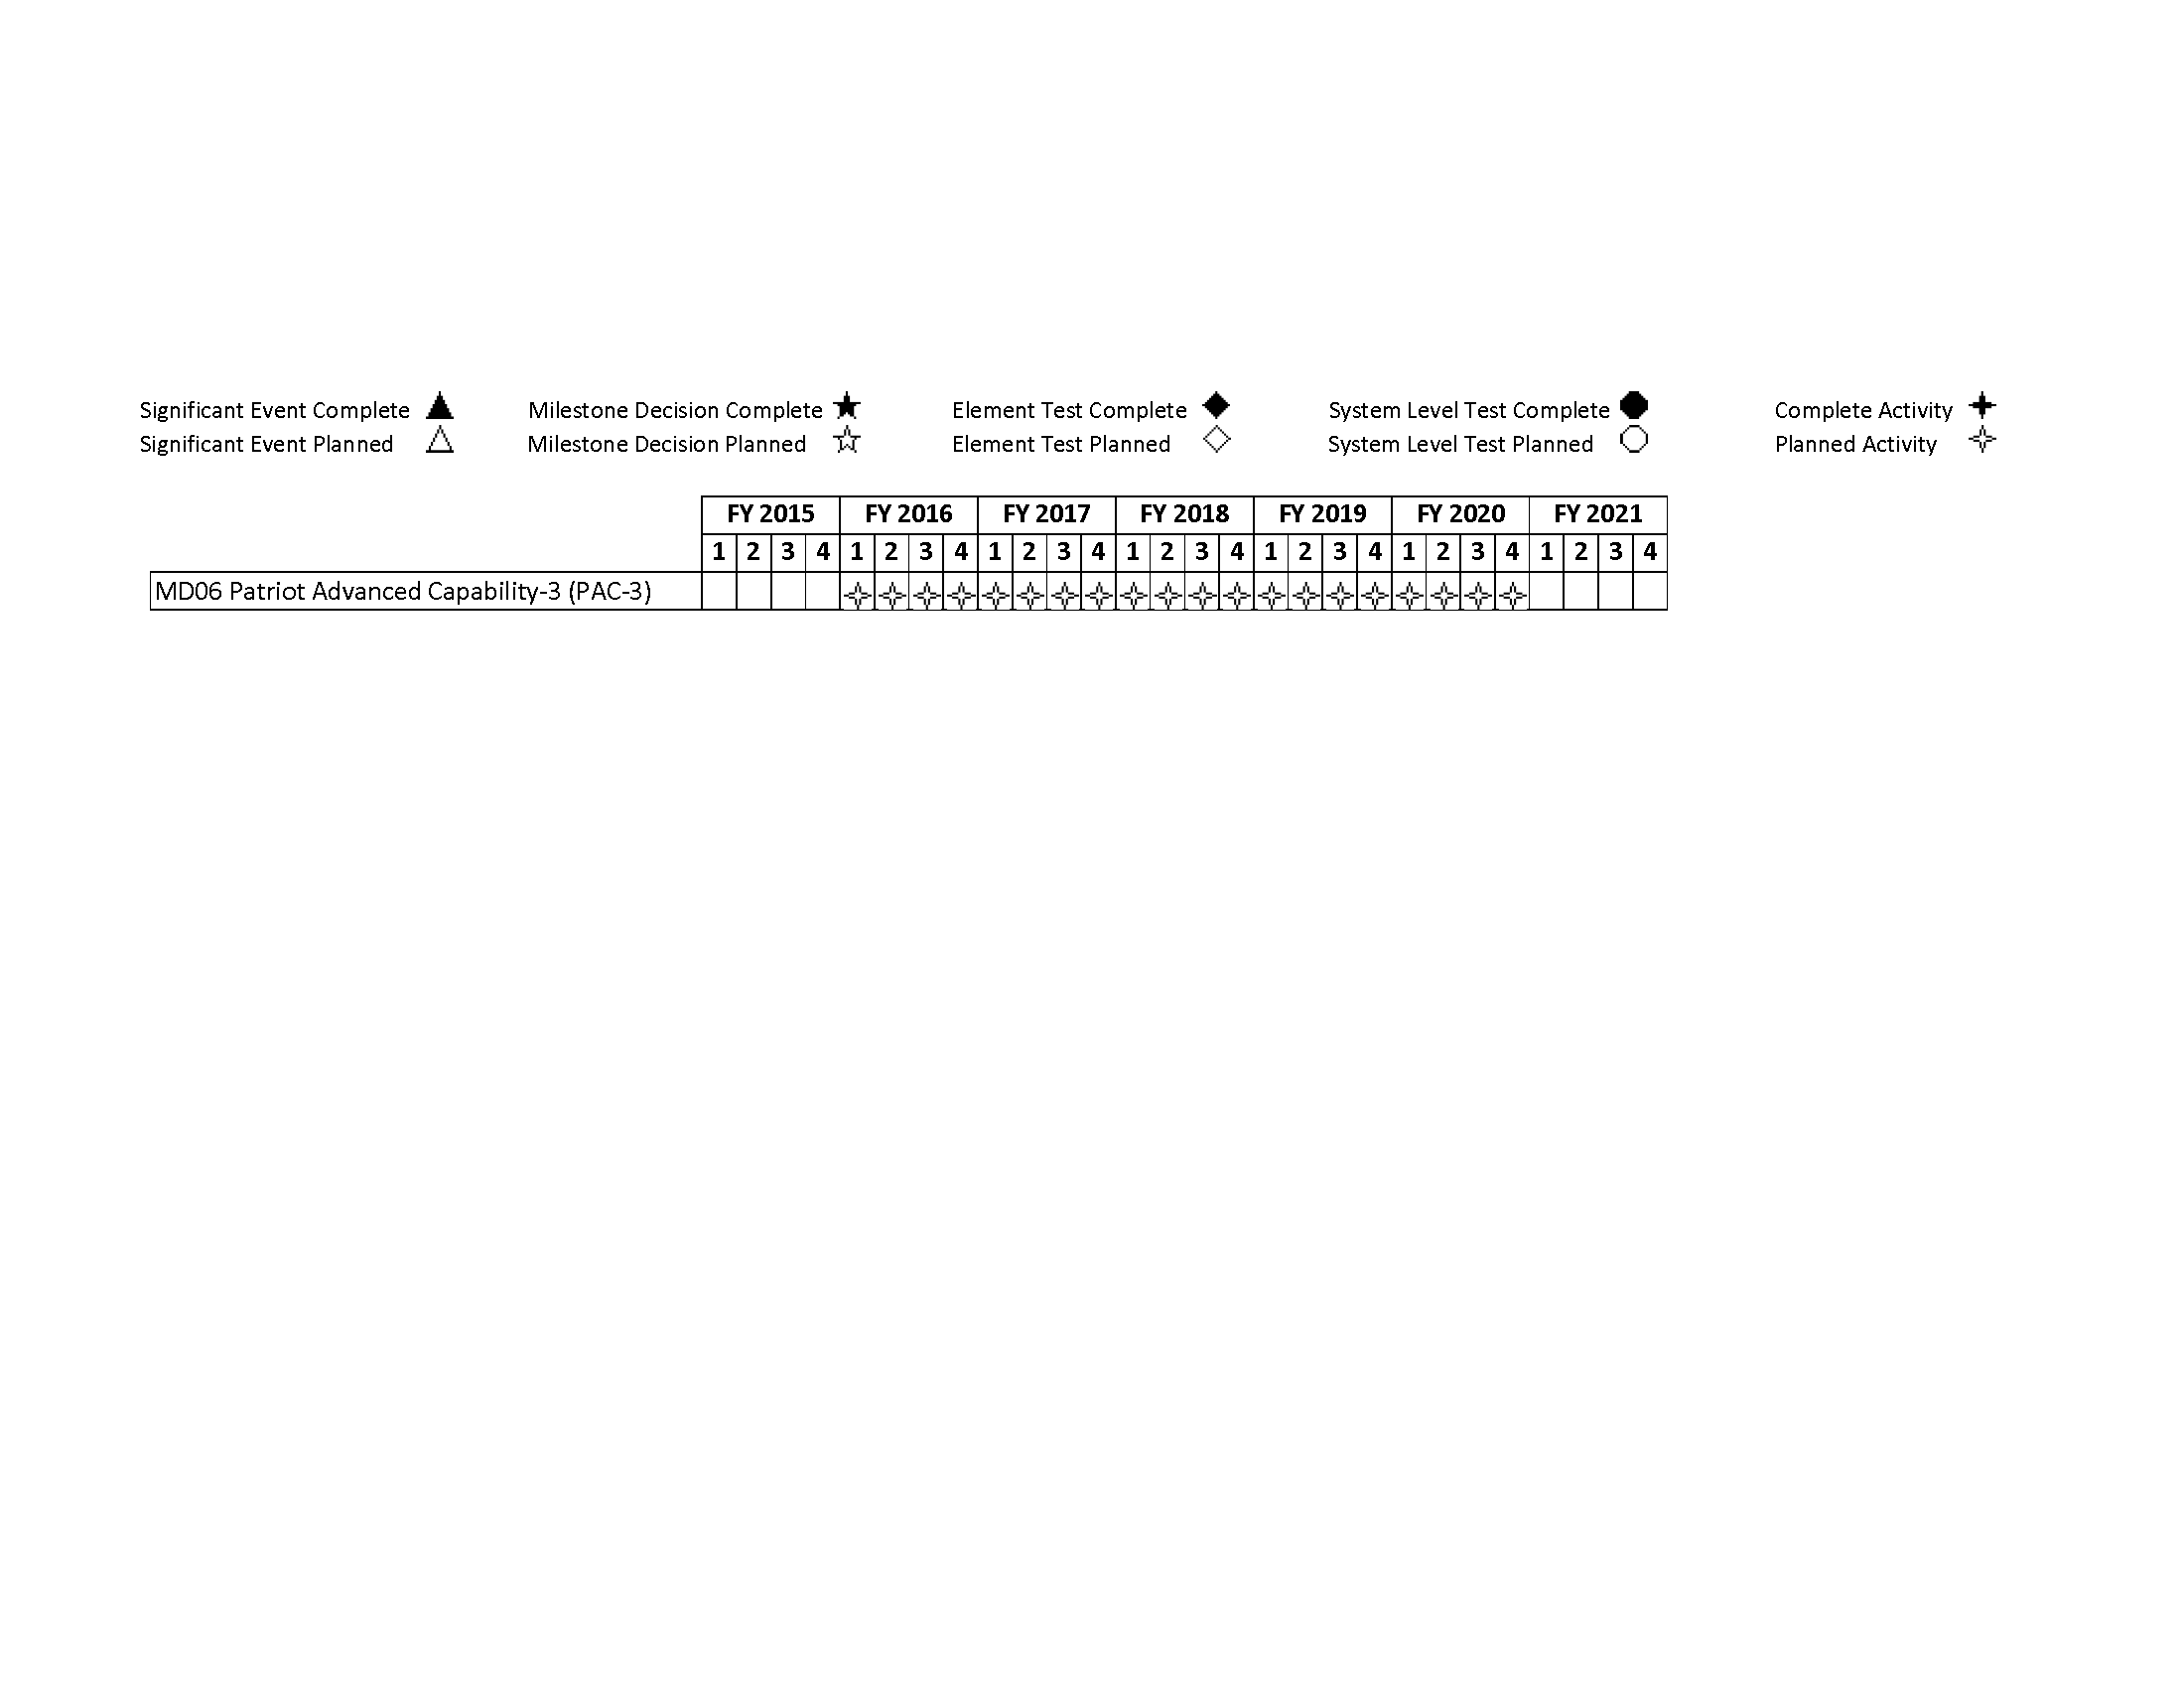 Significant Event Complete Milestone Decision Complete Element Test Complete System Level Test Complete Complete Activity
Significant Event Planned Milestone Decision Planned Element Test Planned System Level Test Planned Planned Activity
FY 2015 FY 2016 FY 2017 FY 2018 FY 2019 FY 2020 FY 2021
1 2 3 4 1 2 3 4 1 2 3 4 1 2 3 4 1 2 3 4 1 2 3 4 1 2 3 4
MD06 Patriot Advanced Capability-3 (PAC-3)